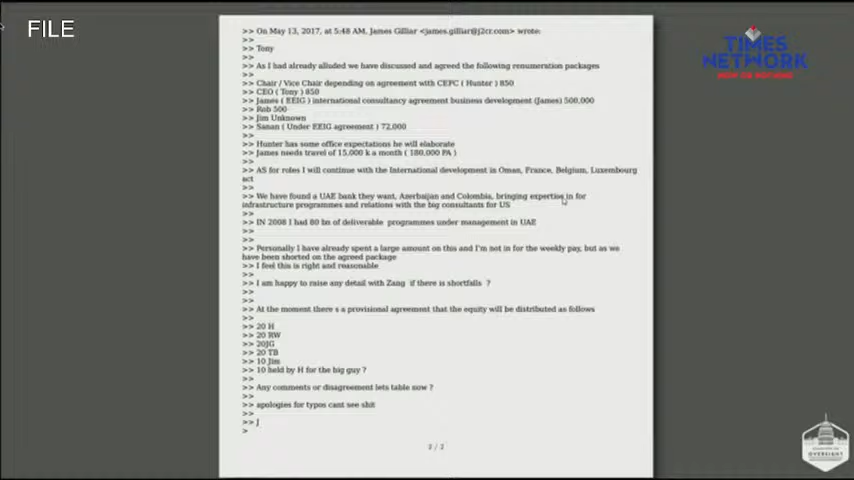 FILE
TIMES
NETWORK
NOW OR NOTHING
>> On May 13, 2017, at 5:48 AM, James Gilliar <james.gilliar@j2cr.com> wrote:
>>
>> Tony
>>
>> As I had already alluded we have discussed and agreed the following renumeration packages
>>
>> Chair / Vice Chair depending on agreement with CEFC ( Hunter ) 850
>> CEO ( Tony ) 850
>> James ( EEIG ) international consultancy agreement business development (James) 500,000
>> Rob 500
>> Jim Unknown
>> Sanan ( Under EEIG agreement ) 72,000
>>
>> Hunter has some office expectations he will elaborate
>> James needs travel of 15,000 k a month ( 180,000 PA )
>>
>> AS for roles I will continue with the International development in Oman, France, Belgium, Luxembourg
ect
>>
>> We have found a UAE bank they want, Azerbaijan and Colombia, bringing expertise in for
infrastructure programmes and relations with the big consultants for US
>>
>> IN 2008 I had 80 bn of deliverable programmes under management in UAE
>>
>>
>> Personally I have already spent a large amount on this and I'm not in for the weekly pay, but as we
have been shorted on the agreed package
>> I feel this is right and reasonable
>>
>> I am happy to raise any detail with Zang if there is shortfalls ?
>>
>>
>> At the moment there s a provisional agreement that the equity will be distributed as follows
>>
>> 20 H
>> 20 RW
>> 20JG
>> 20 TB
>> 10 Jim
>> 10 held by H for the big guy ?
>>
>> Any comments or disagreement lets table now ?
>>
>> apologies for typos cant see shit
>>
>> J
>
2 / 2
OVERSIGHT